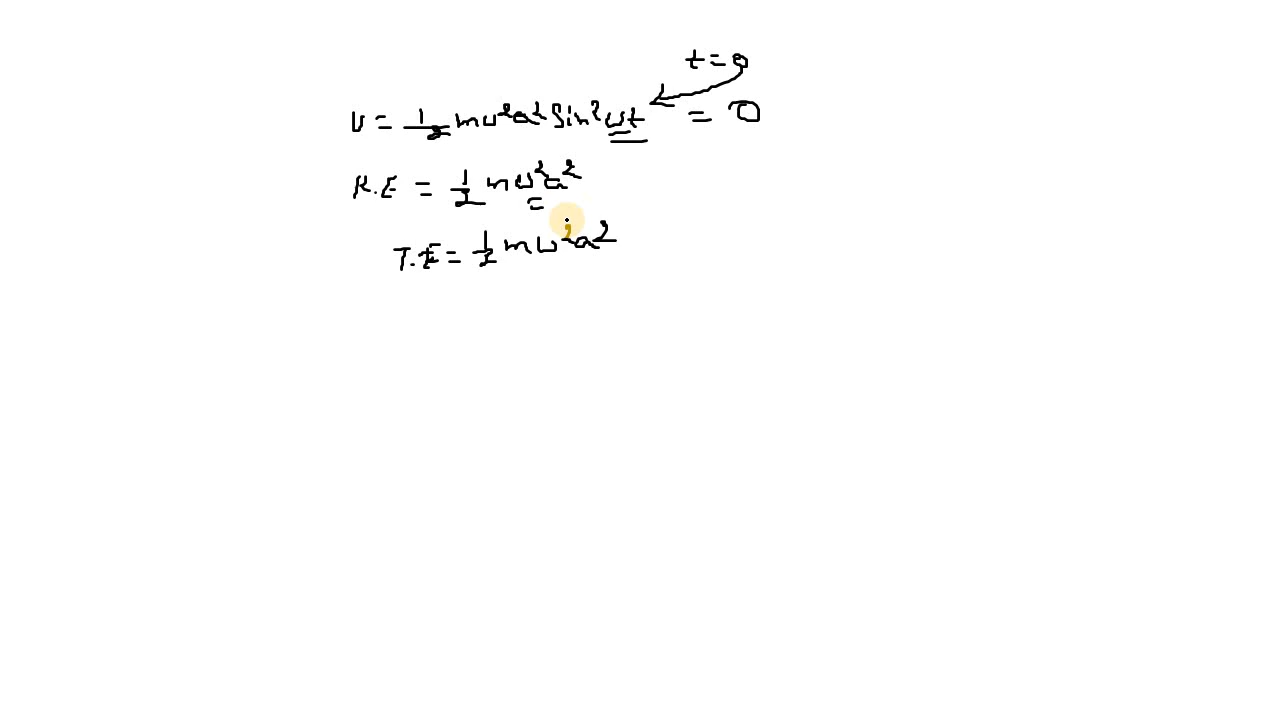 t = 0
U = 1/2 mω²a² Sin² ωt = 0
K.E = 1/2 mω²a²
T.E = 1/2 mω²a²